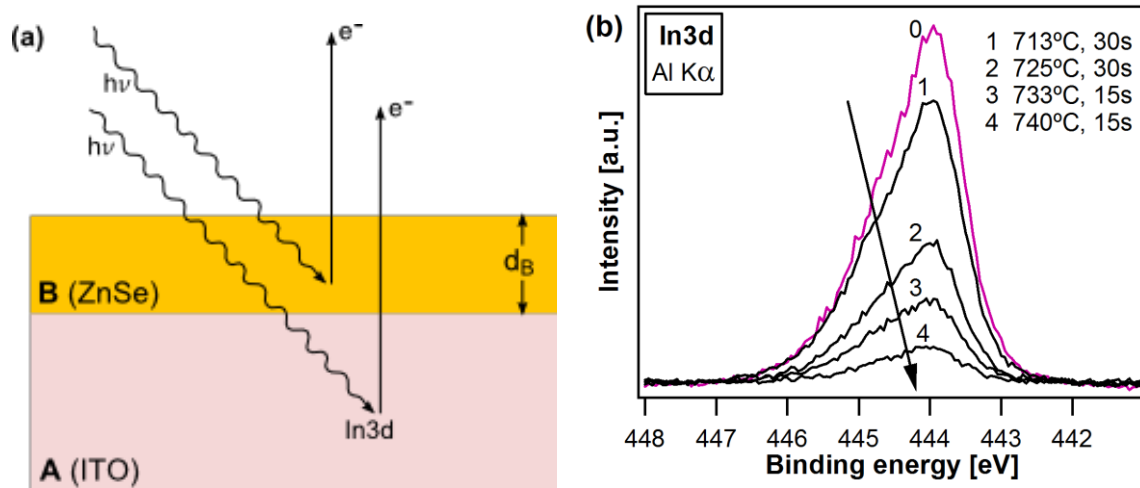 (a)
e⁻
hν
e⁻
hν
d_B
B (ZnSe)
In3d
A (ITO)
(b)
In3d
Al Kα
0
1 713ºC, 30s
2 725ºC, 30s
3 733ºC, 15s
4 740ºC, 15s
1
2
3
4
Intensity [a.u.]
448 447 446 445 444 443 442
Binding energy [eV]